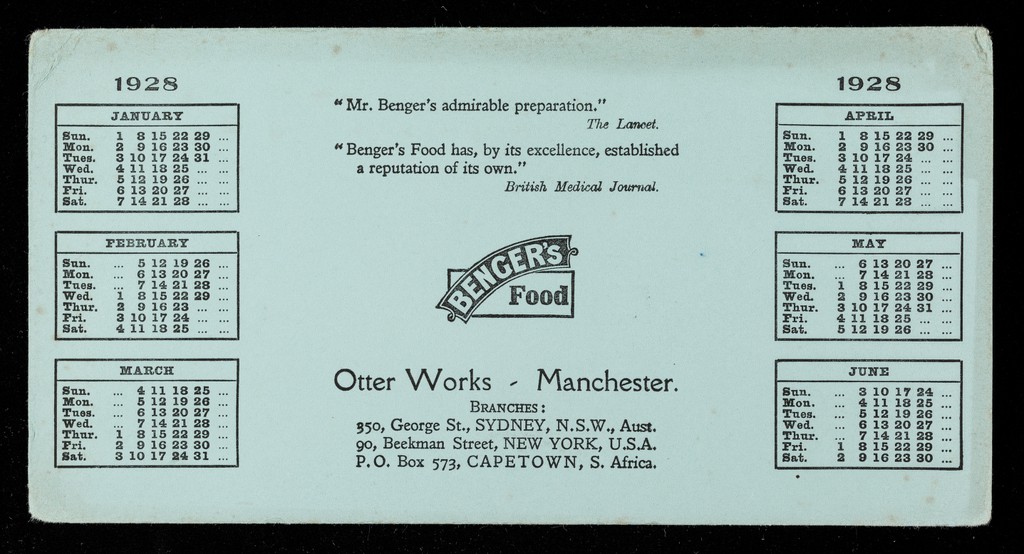 1928
JANUARY
Sun. 1 8 15 22 29 ...
Mon. 2 9 16 23 30 ...
Tues. 3 10 17 24 31 ...
Wed. 4 11 18 25 ... ...
Thur. 5 12 19 26 ... ...
Fri. 6 13 20 27 ... ...
Sat. 7 14 21 28 ... ...
FEBRUARY
Sun. ... 5 12 19 26 ...
Mon. ... 6 13 20 27 ...
Tues. ... 7 14 21 28 ...
Wed. 1 8 15 22 29 ...
Thur. 2 9 16 23 ... ...
Fri. 3 10 17 24 ... ...
Sat. 4 11 18 25 ... ...
MARCH
Sun. ... 4 11 18 25 ...
Mon. ... 5 12 19 26 ...
Tues. ... 6 13 20 27 ...
Wed. ... 7 14 21 28 ...
Thur. 1 8 15 22 29 ...
Fri. 2 9 16 23 30 ...
Sat. 3 10 17 24 31 ...
"Mr. Benger's admirable preparation."
The Lancet.
"Benger's Food has, by its excellence, established
a reputation of its own."
British Medical Journal.
BENGER'S
Food
Otter Works - Manchester.
BRANCHES:
350, George St., SYDNEY, N.S.W., Aust.
90, Beekman Street, NEW YORK, U.S.A.
P.O. Box 573, CAPETOWN, S. Africa.
1928
APRIL
Sun. 1 8 15 22 29 ...
Mon. 2 9 16 23 30 ...
Tues. 3 10 17 24 ... ...
Wed. 4 11 18 25 ... ...
Thur. 5 12 19 26 ... ...
Fri. 6 13 20 27 ... ...
Sat. 7 14 21 28 ... ...
MAY
Sun. ... 6 13 20 27 ...
Mon. ... 7 14 21 28 ...
Tues. 1 8 15 22 29 ...
Wed. 2 9 16 23 30 ...
Thur. 3 10 17 24 31 ...
Fri. 4 11 18 25 ... ...
Sat. 5 12 19 26 ... ...
JUNE
Sun. ... 3 10 17 24 ...
Mon. ... 4 11 18 25 ...
Tues. ... 5 12 19 26 ...
Wed. ... 6 13 20 27 ...
Thur. ... 7 14 21 28 ...
Fri. 1 8 15 22 29 ...
Sat. 2 9 16 23 30 ...